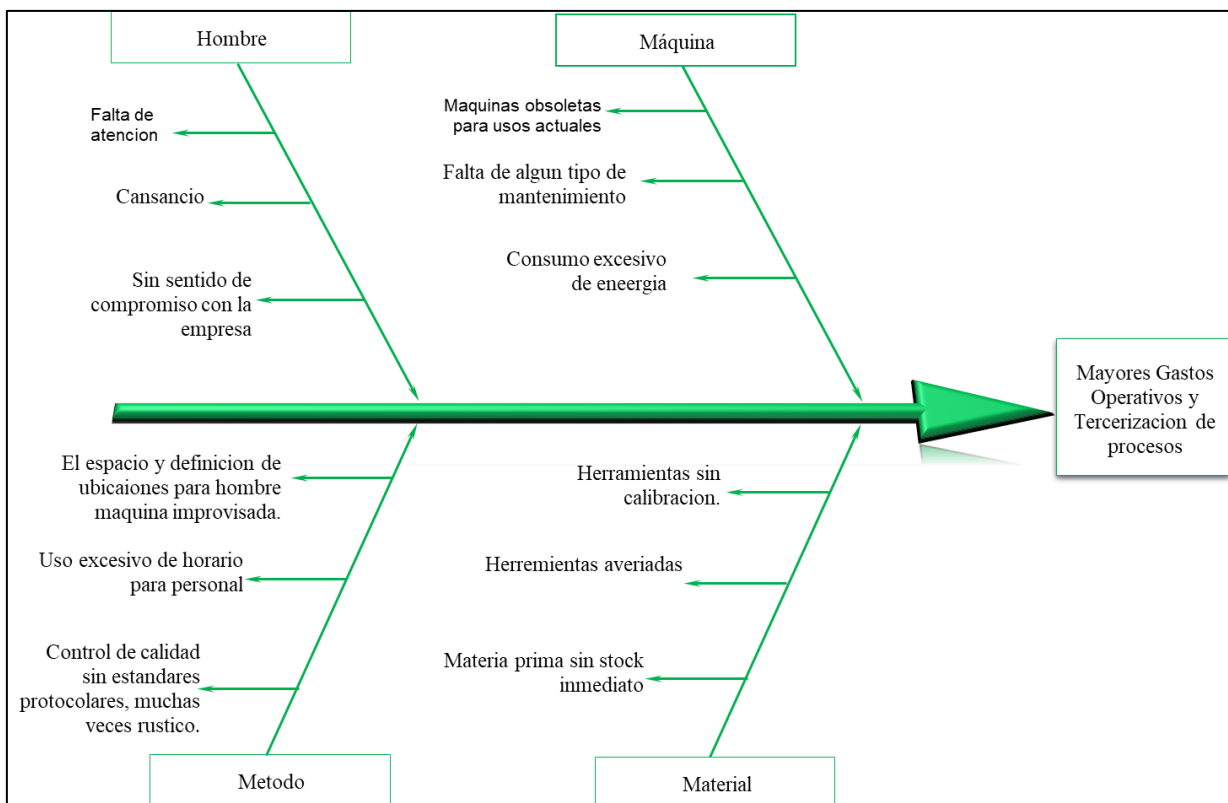 Hombre
Falta de
atencion
Cansancio
Sin sentido de
compromiso con la
empresa
Máquina
Maquinas obsoletas
para usos actuales
Falta de algun tipo de
mantenimiento
Consumo excesivo
de eneergia
Mayores Gastos
Operativos y
Tercerizacion de
procesos
El espacio y definicion de
ubicaiones para hombre
maquina improvisada.
Uso excesivo de horario
para personal
Control de calidad
sin estandares
protocolares, muchas
veces rustico.
Metodo
Herramientas sin
calibracion.
Herremientas averiadas
Materia prima sin stock
inmediato
Material